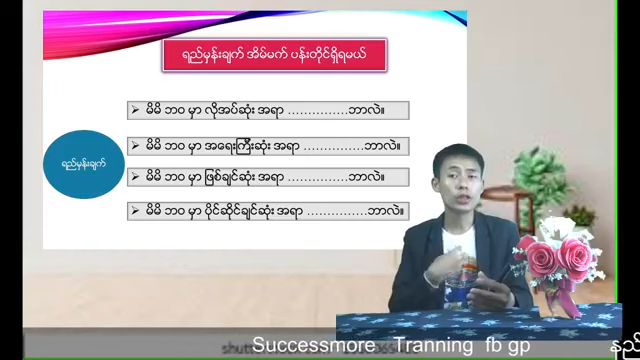 ရည်မှန်းချက် အိမ်မက် ပန်းတိုင်ရှိရမယ်
မိမိ ဘဝ မှာ လိုအပ်ဆုံး အရာ ...............ဘာလဲ။
ရည်မှန်းချက်
မိမိ ဘဝ မှာ အရေးကြီးဆုံး အရာ ...............ဘာလဲ။
မိမိ ဘဝ မှာ ဖြစ်ချင်ဆုံး အရာ ...............ဘာလဲ။
မိမိ ဘဝ မှာ ပိုင်ဆိုင်ချင်ဆုံး အရာ ...............ဘာလဲ။
Successmore Tranning fb gp